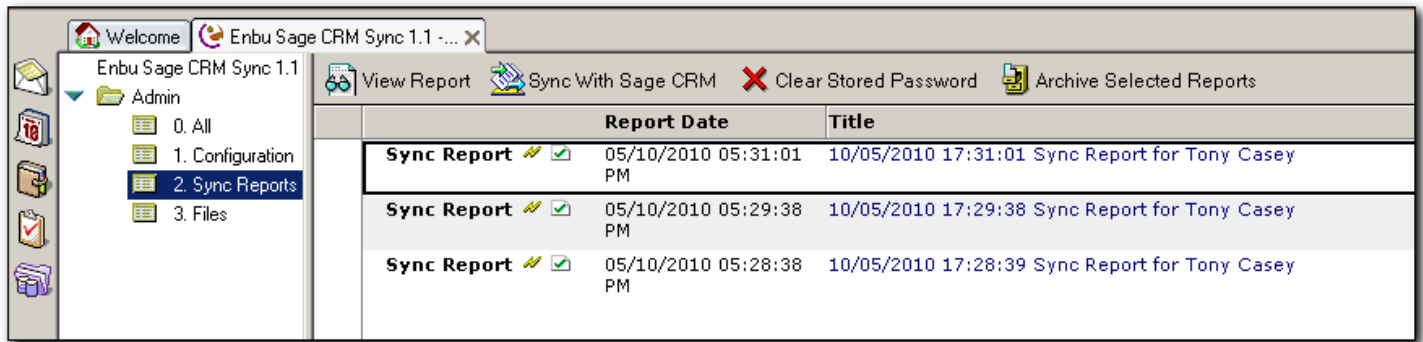 Welcome Enbu Sage CRM Sync 1.1 -...
Enbu Sage CRM Sync 1.1
Admin
0. All
1. Configuration
2. Sync Reports
3. Files
View Report Sync With Sage CRM Clear Stored Password Archive Selected Reports
Report Date Title
Sync Report 05/10/2010 05:31:01 10/05/2010 17:31:01 Sync Report for Tony Casey
PM
Sync Report 05/10/2010 05:29:38 10/05/2010 17:29:38 Sync Report for Tony Casey
PM
Sync Report 05/10/2010 05:28:38 10/05/2010 17:28:39 Sync Report for Tony Casey
PM